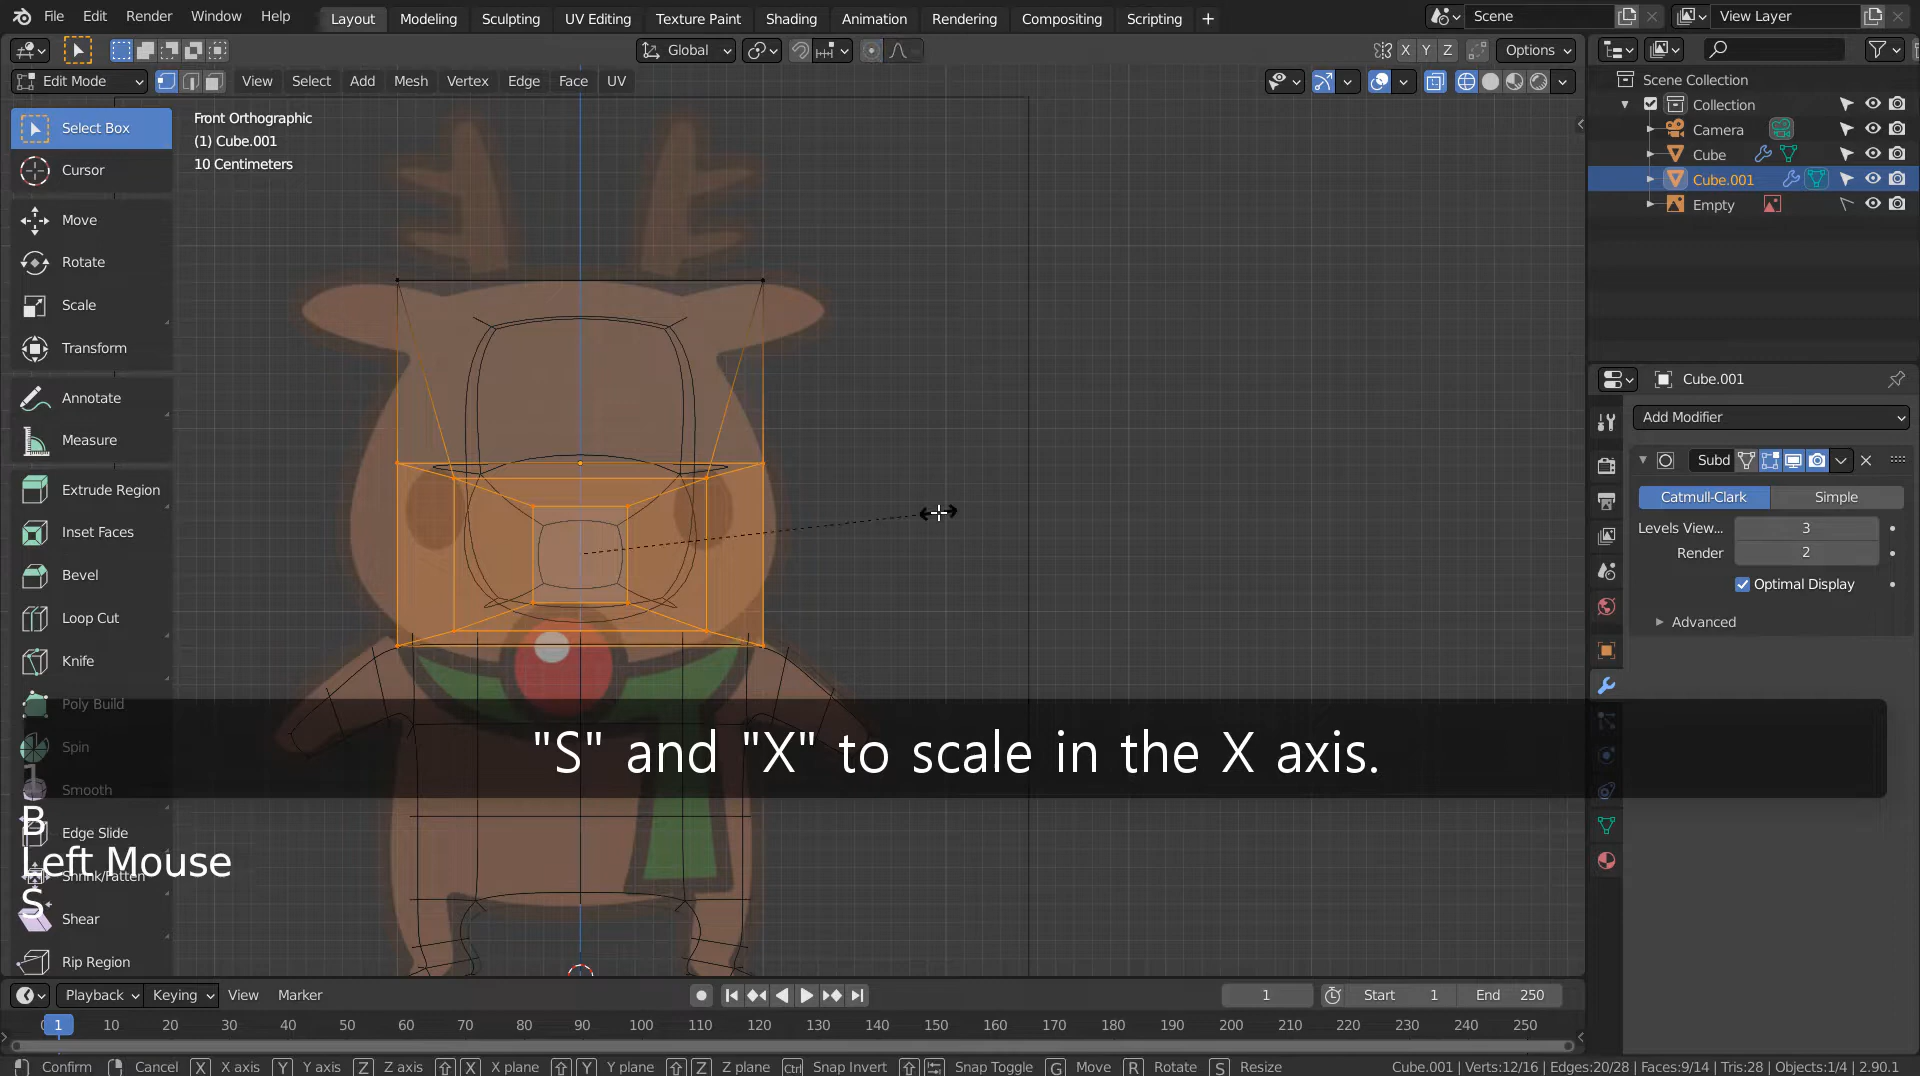 File Edit Render Window Help Layout Modeling Sculpting UV Editing Texture Paint Shading Animation Rendering Compositing Scripting + Scene View Layer
Global X Y Z Options
Edit Mode View Select Add Mesh Vertex Edge Face UV
Select Box
Cursor
Move
Rotate
Scale
Transform
Annotate
Measure
Extrude Region
Inset Faces
Bevel
Loop Cut
Knife
Poly Build
Spin
Smooth
Edge Slide
Shrink/Fatten
Shear
Rip Region
Front Orthographic
(1) Cube.001
10 Centimeters
"S" and "X" to scale in the X axis.
1
B
Left Mouse
S
Scene Collection
Collection
Camera
Cube
Cube.001
Empty
Cube.001
Add Modifier
Subd
Catmull-Clark Simple
Levels View... 3
Render 2
Optimal Display
Advanced
Playback Keying View Marker 1 Start 1 End 250
1 10 20 30 40 50 60 70 80 90 100 110 120 130 140 150 160 170 180 190 200 210 220 230 240 250
Confirm Cancel X X axis Y Y axis Z Z axis X X plane Y Y plane Z Z plane Ctrl Snap Invert Snap Toggle G Move R Rotate S Resize Cube.001 | Verts:12/16 | Edges:20/28 | Faces:9/14 | Tris:28 | Objects:1/4 | 2.90.1